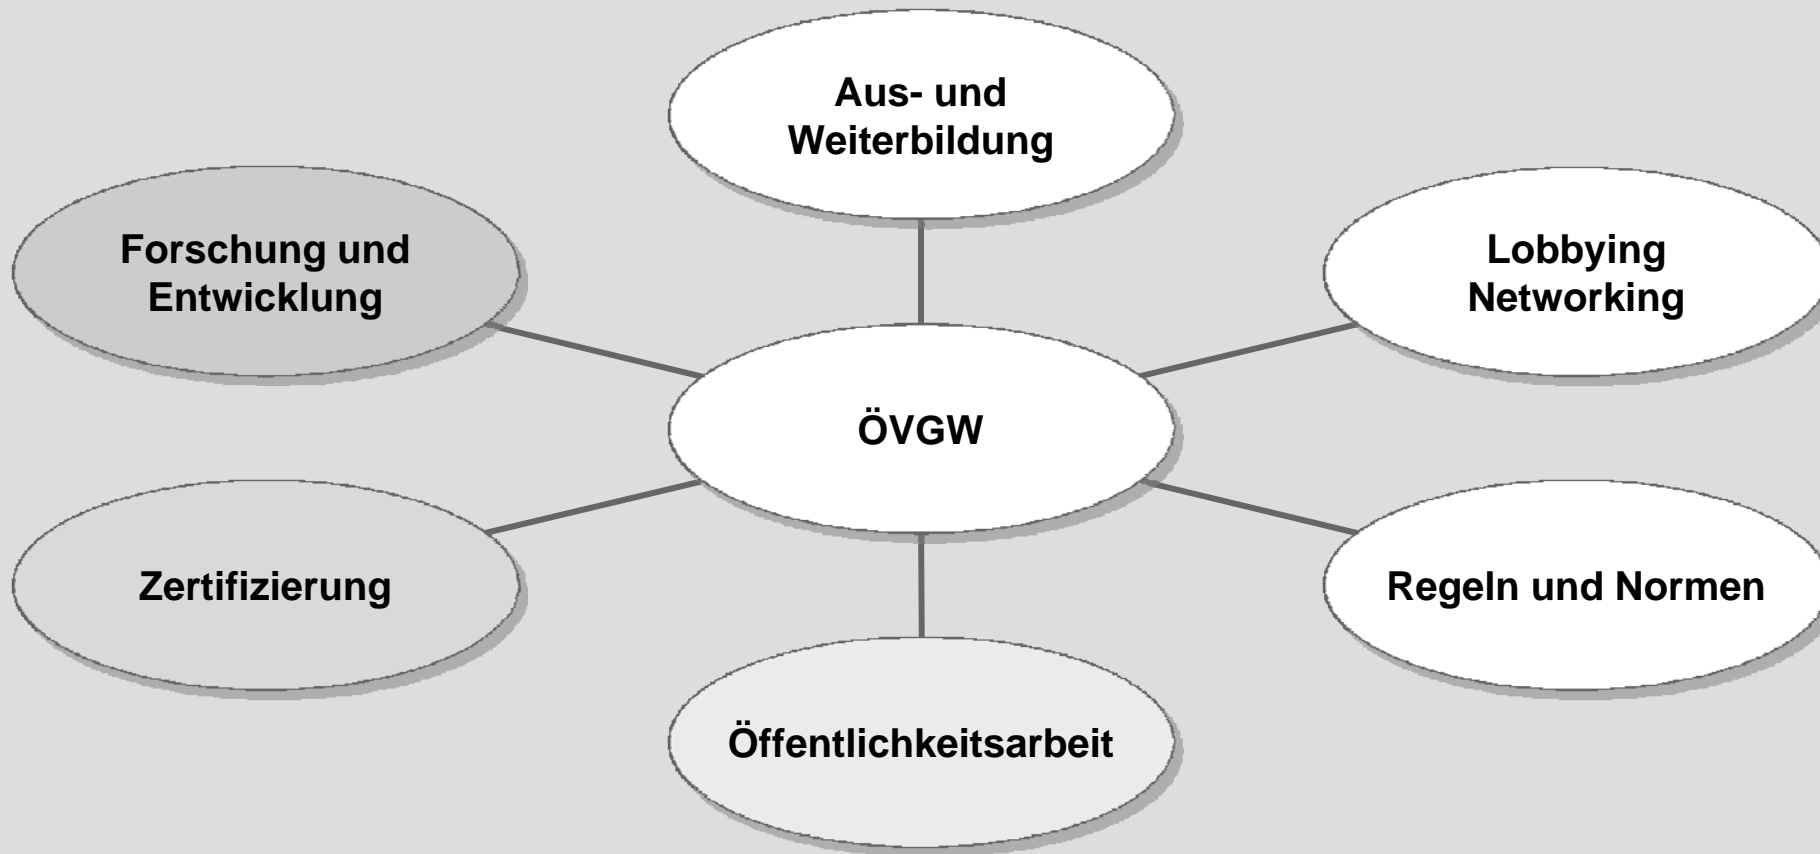 Aus- und
Weiterbildung
Forschung und
Entwicklung
Lobbying
Networking
ÖVGW
Zertifizierung
Regeln und Normen
Öffentlichkeitsarbeit